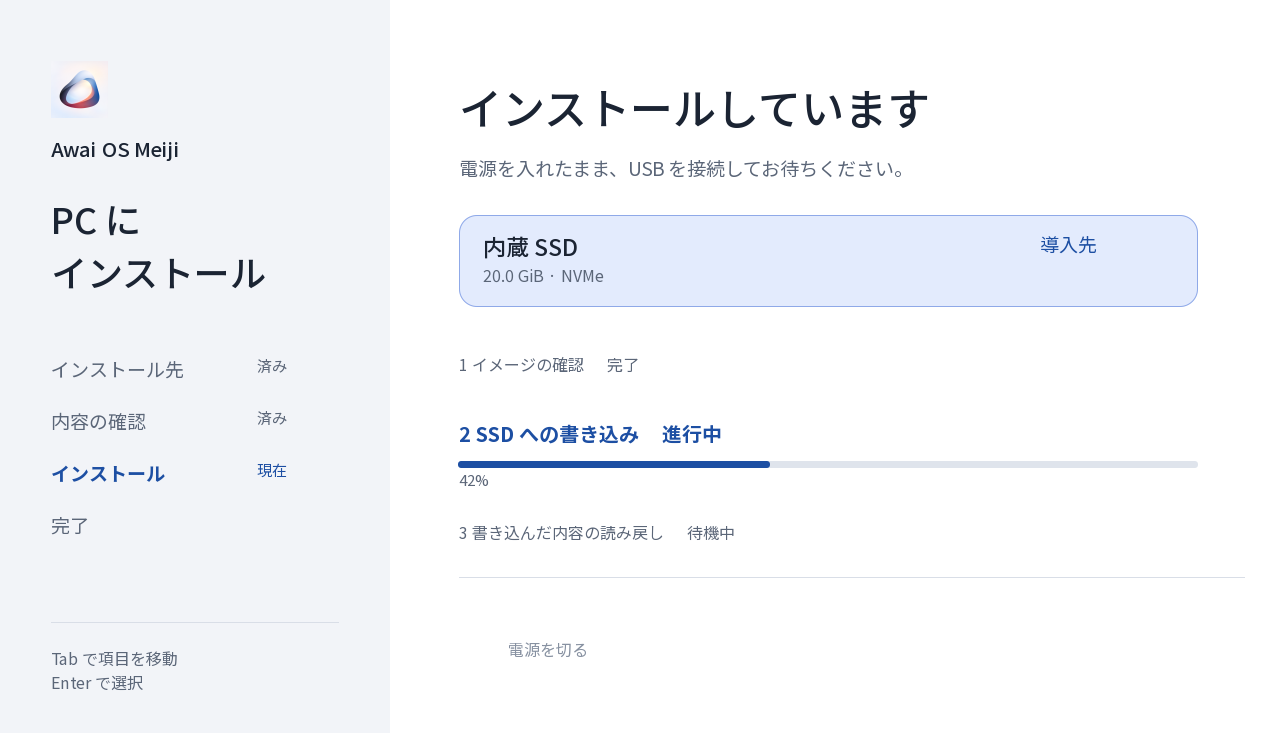 Awai OS Meiji
PC に
インストール
インストール先 済み
内容の確認 済み
インストール 現在
完了
Tab で項目を移動
Enter で選択
インストールしています
電源を入れたまま、USB を接続してお待ちください。
内蔵 SSD 導入先
20.0 GiB · NVMe
1 イメージの確認 完了
2 SSD への書き込み 進行中
42%
3 書き込んだ内容の読み戻し 待機中
電源を切る